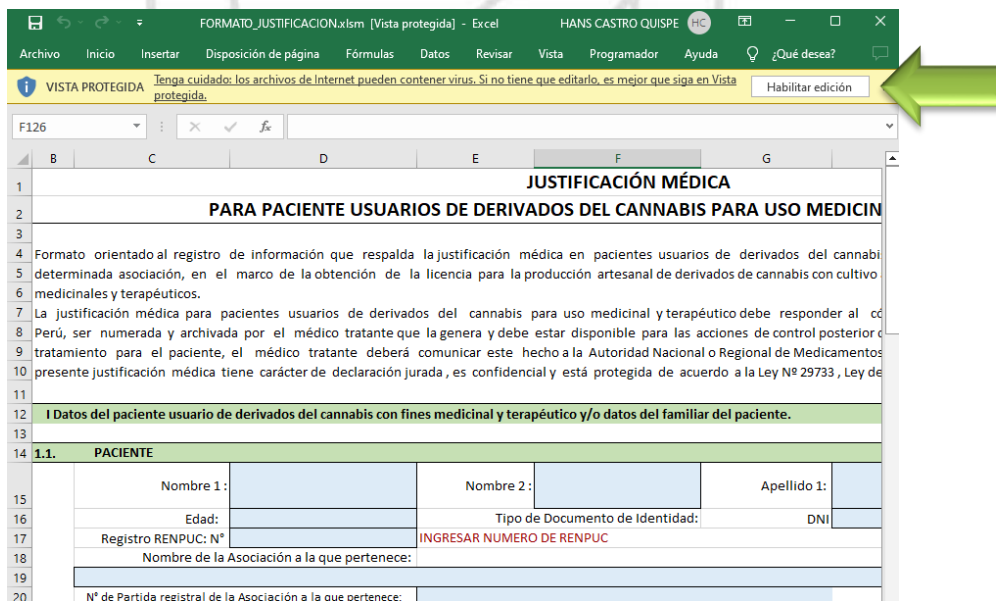 FORMATO_JUSTIFICACION.xlsm [Vista protegida] - Excel HANS CASTRO QUISPE HC
Archivo Inicio Insertar Disposición de página Fórmulas Datos Revisar Vista Programador Ayuda ¿Qué desea?
VISTA PROTEGIDA Tenga cuidado: los archivos de Internet pueden contener virus. Si no tiene que editarlo, es mejor que siga en Vista
protegida. Habilitar edición
F126 fx
B C D E F G
1 JUSTIFICACIÓN MÉDICA
2 PARA PACIENTE USUARIOS DE DERIVADOS DEL CANNABIS PARA USO MEDICIN
3
4 Formato orientado al registro de información que respalda la justificación médica en pacientes usuarios de derivados del cannabi
5 determinada asociación, en el marco de la obtención de la licencia para la producción artesanal de derivados de cannabis con cultivo
6 medicinales y terapéuticos.
7 La justificación médica para pacientes usuarios de derivados del cannabis para uso medicinal y terapéutico debe responder al có
8 Perú, ser numerada y archivada por el médico tratante que la genera y debe estar disponible para las acciones de control posterior
9 tratamiento para el paciente, el médico tratante deberá comunicar este hecho a la Autoridad Nacional o Regional de Medicamentos
10 presente justificación médica tiene carácter de declaración jurada , es confidencial y está protegida de acuerdo a la Ley Nº 29733 , Ley de
11
12 I Datos del paciente usuario de derivados del cannabis con fines medicinal y terapéutico y/o datos del familiar del paciente.
13
14 1.1. PACIENTE
15 Nombre 1 : Nombre 2 : Apellido 1:
16 Edad: Tipo de Documento de Identidad: DNI
17 Registro RENPUC: N° INGRESAR NUMERO DE RENPUC
18 Nombre de la Asociación a la que pertenece:
19
20 N° de Partida registral de la Asociación a la que pertenece: